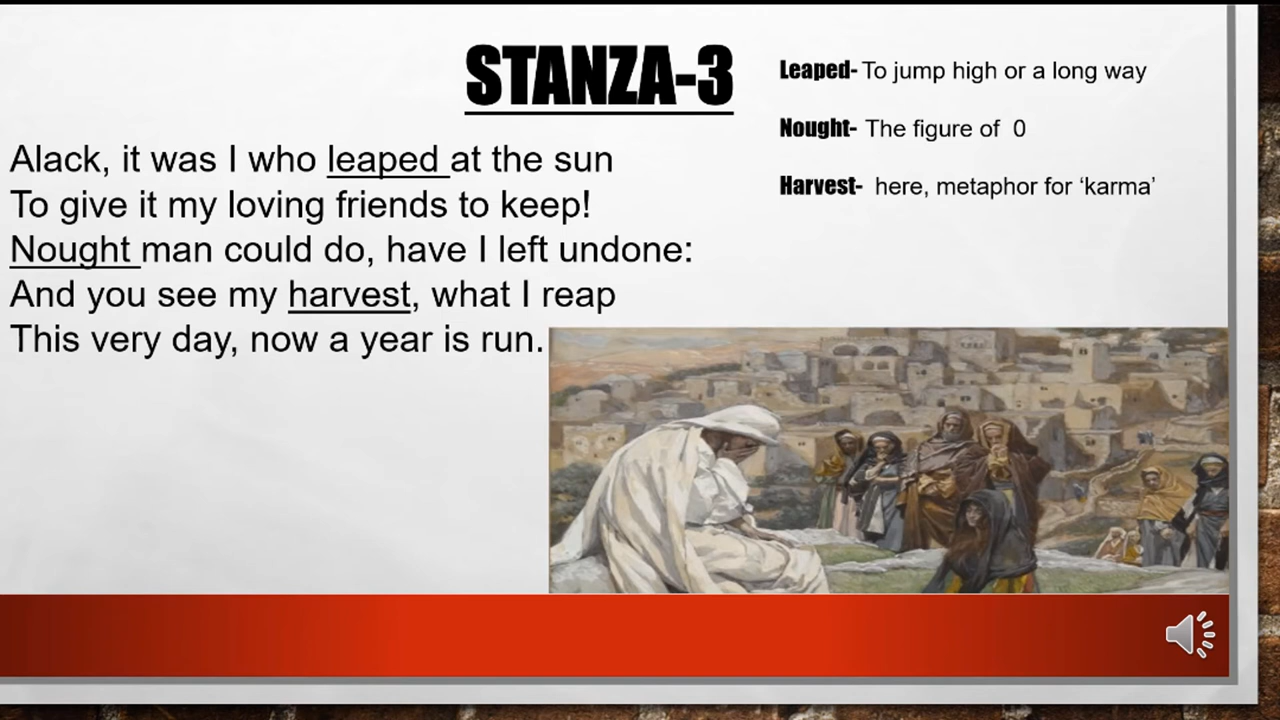 STANZA-3
Alack, it was I who leaped at the sun
To give it my loving friends to keep!
Nought man could do, have I left undone:
And you see my harvest, what I reap
This very day, now a year is run.
Leaped- To jump high or a long way
Nought- The figure of 0
Harvest- here, metaphor for ‘karma’